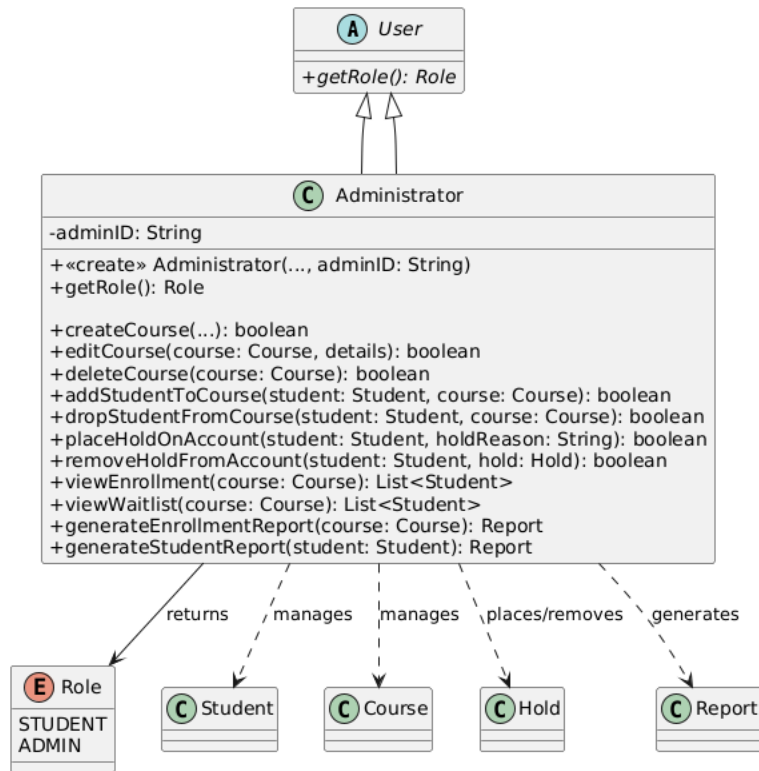 A User
+getRole(): Role
C Administrator
-adminID: String
+«create» Administrator(..., adminID: String)
+getRole(): Role
+createCourse(...): boolean
+editCourse(course: Course, details): boolean
+deleteCourse(course: Course): boolean
+addStudentToCourse(student: Student, course: Course): boolean
+dropStudentFromCourse(student: Student, course: Course): boolean
+placeHoldOnAccount(student: Student, holdReason: String): boolean
+removeHoldFromAccount(student: Student, hold: Hold): boolean
+viewEnrollment(course: Course): List<Student>
+viewWaitlist(course: Course): List<Student>
+generateEnrollmentReport(course: Course): Report
+generateStudentReport(student: Student): Report
returns
manages
manages
places/removes
generates
E Role
STUDENT
ADMIN
C Student
C Course
C Hold
C Report